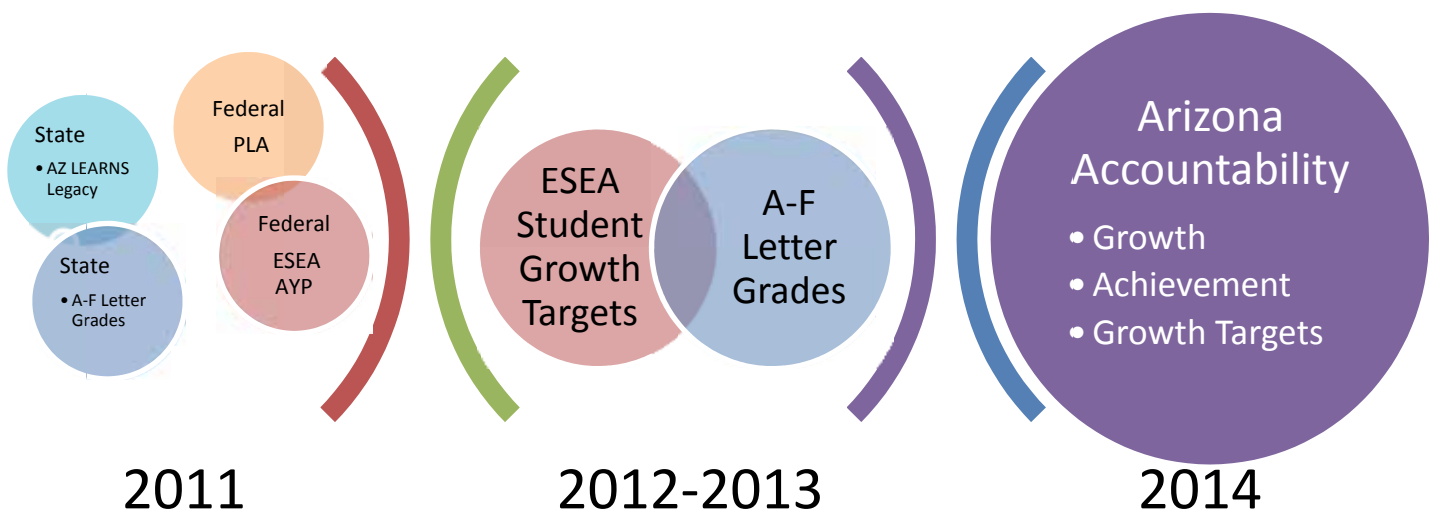 State
• AZ LEARNS
Legacy
Federal
PLA
State
• A-F Letter
Grades
Federal
ESEA
AYP
2011
ESEA
Student
Growth
Targets
A-F
Letter
Grades
2012-2013
Arizona
Accountability
• Growth
• Achievement
• Growth Targets
2014